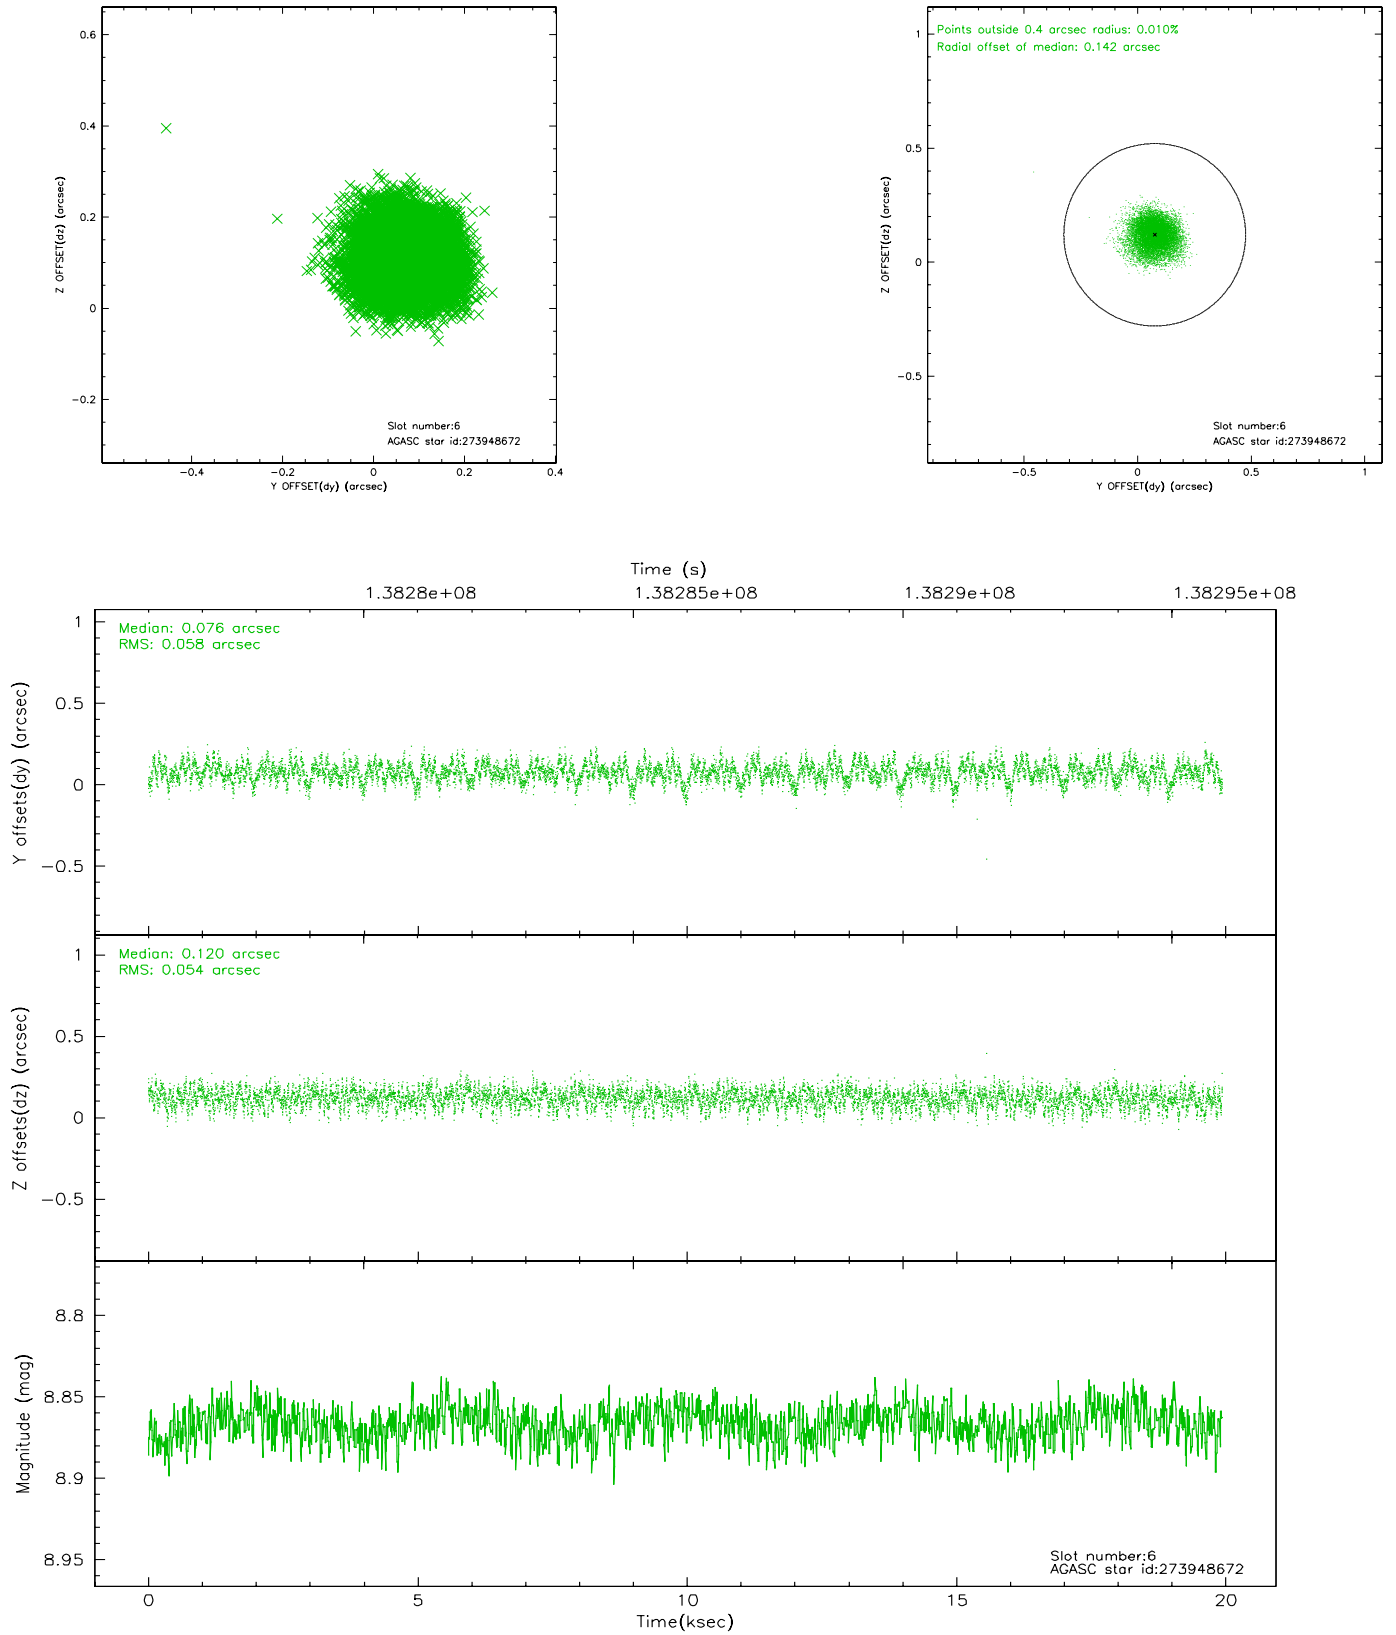 0.6
0.4
0.2
0
-0.2
-0.4
-0.2
0
0.2
0.4
Z OFFSET(dz) (arcsec)
Y OFFSET(dy) (arcsec)
Slot number:6
AGASC star id:273948672
Points outside 0.4 arcsec radius: 0.010%
Radial offset of median: 0.142 arcsec
1
0.5
0
-0.5
-0.5
0
0.5
1
Z OFFSET(dz) (arcsec)
Y OFFSET(dy) (arcsec)
Slot number:6
AGASC star id:273948672
Time (s)
1.3828e+08
1.38285e+08
1.3829e+08
1.38295e+08
Median: 0.076 arcsec
RMS: 0.058 arcsec
1
0.5
0
-0.5
Y offsets(dy) (arcsec)
Median: 0.120 arcsec
RMS: 0.054 arcsec
1
0.5
0
-0.5
Z offsets(dz) (arcsec)
8.8
8.85
8.9
8.95
Magnitude (mag)
Slot number:6
AGASC star id:273948672
0
5
10
15
20
Time(ksec)